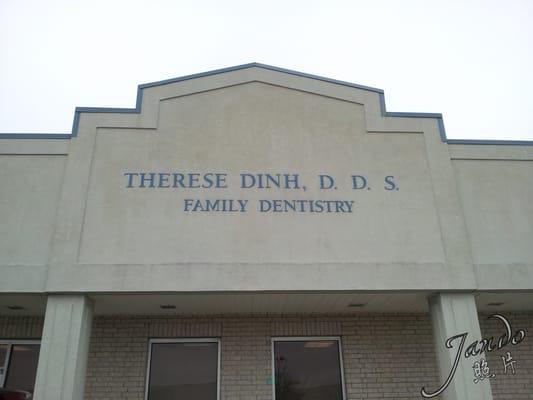 THERESE DINH, D. D. S.
FAMILY DENTISTRY
Jando
照片